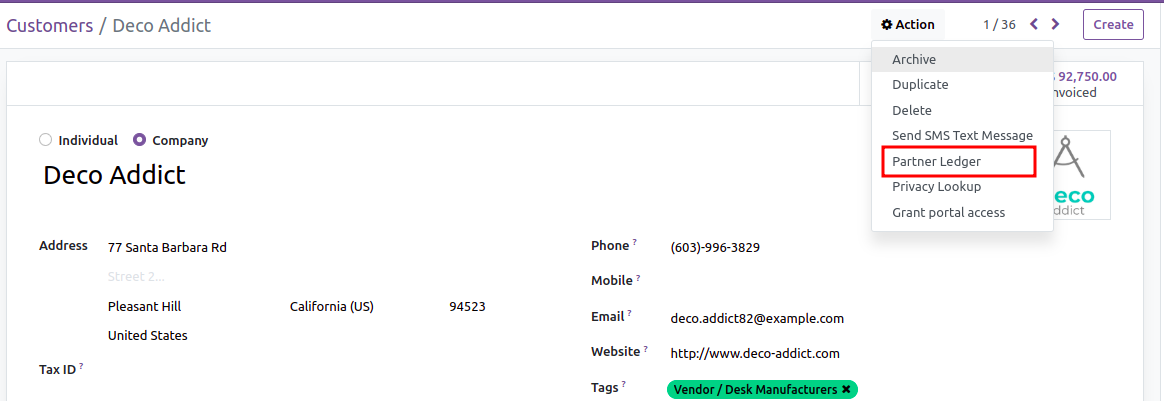 Customers / Deco Addict
Action
1 / 36
Create
Archive
Duplicate
Delete
Send SMS Text Message
Partner Ledger
Privacy Lookup
Grant portal access
92,750.00
Individual
Company
Deco Addict
Address
77 Santa Barbara Rd
Street 2...
Pleasant Hill California (US) 94523
United States
Tax ID ?
Phone ? (603)-996-3829
Mobile ?
Email ? deco.addict82@example.com
Website ? http://www.deco-addict.com
Tags ? Vendor / Desk Manufacturers ✖